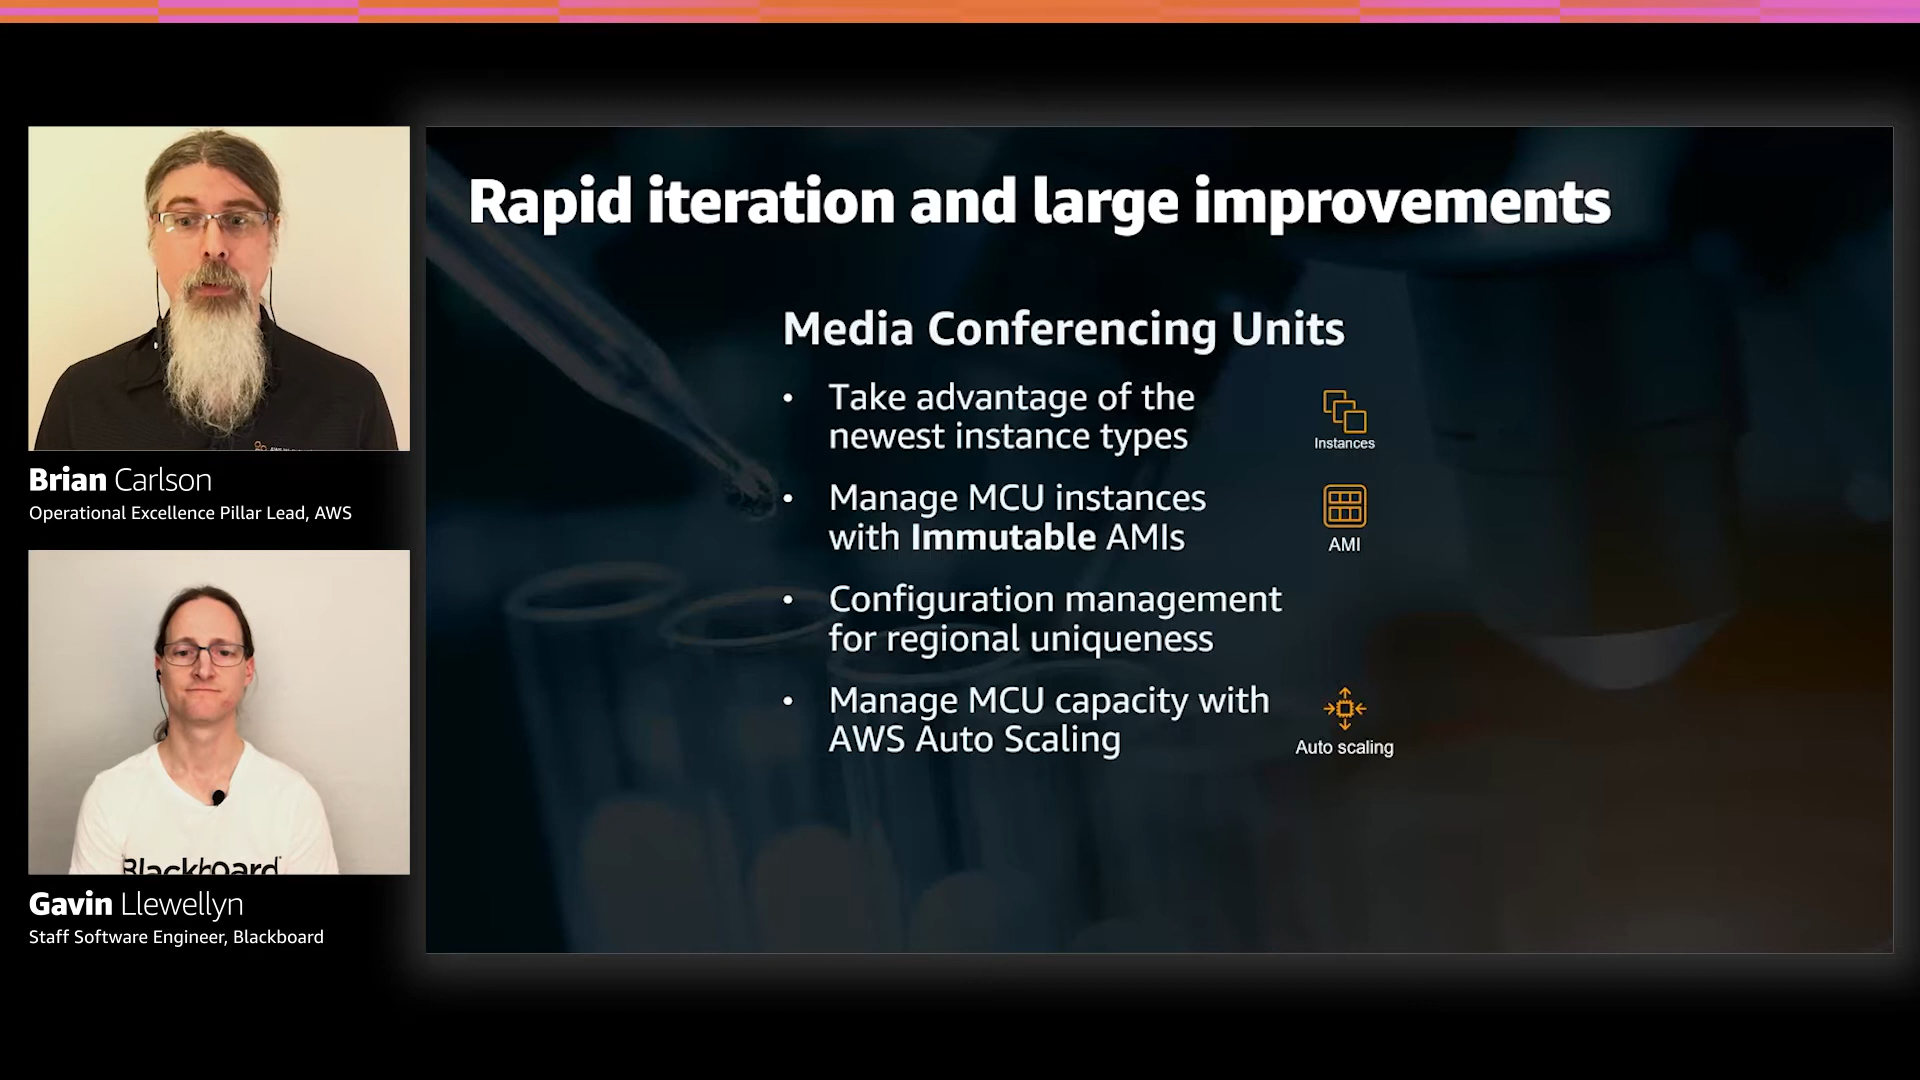 Rapid iteration and large improvements
Media Conferencing Units
• Take advantage of the
newest instance types
Instances
• Manage MCU instances
with Immutable AMIs
AMI
• Configuration management
for regional uniqueness
• Manage MCU capacity with
AWS Auto Scaling
Auto scaling
Brian Carlson
Operational Excellence Pillar Lead, AWS
Blackboard
Gavin Llewellyn
Staff Software Engineer, Blackboard